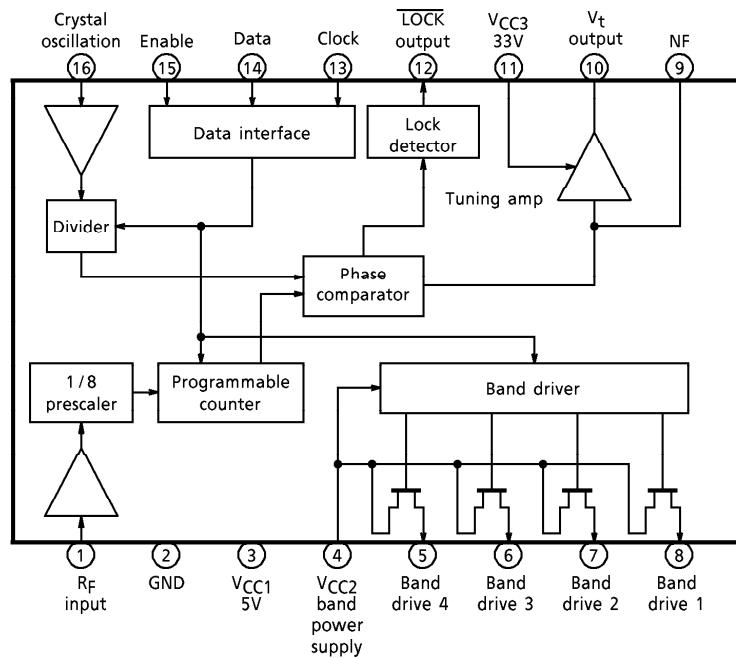 Crystal
oscillation
Enable
Data
Clock
L̅O̅C̅K̅
output
VCC3
33V
Vt
output
NF
16
15
14
13
12
11
10
9
Data interface
Lock
detector
Tuning amp
Divider
Phase
comparator
1/8
prescaler
Programmable
counter
Band driver
1
2
3
4
5
6
7
8
RF
input
GND
VCC1
5V
VCC2
band
power
supply
Band
drive 4
Band
drive 3
Band
drive 2
Band
drive 1